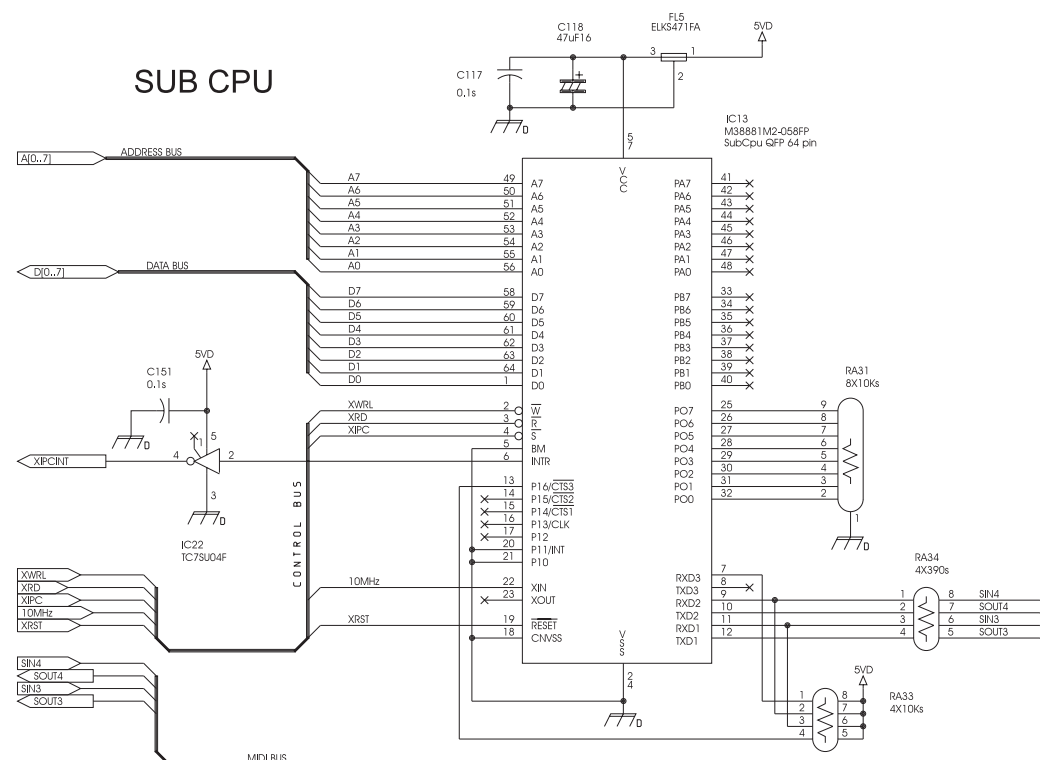 SUB CPU
C118
47uF16
FL5
ELKS471FA
5VD
3
1
2
C117
0.1s
D
IC13
M38881M2-058FP
SubCpu QFP 64 pin
5
7
VCC
A[0..7]
ADDRESS BUS
A7 49 A7
A6 50 A6
A5 51 A5
A4 52 A4
A3 53 A3
A2 54 A2
A1 55 A1
A0 56 A0
PA7 41
PA6 42
PA5 43
PA4 44
PA3 45
PA2 46
PA1 47
PA0 48
D[0..7]
DATA BUS
D7 58 D7
D6 59 D6
D5 60 D5
D4 61 D4
D3 62 D3
D2 63 D2
D1 64 D1
D0 1 D0
PB7 33
PB6 34
PB5 35
PB4 36
PB3 37
PB2 38
PB1 39
PB0 40
5VD
C151
0.1s
D
XWRL 2 W
XRD 3 R
XIPC 4 S
5 BM
6 INTR
XIPCINT
4
1
5
2
3
D
IC22
TC7SU04F
RA31
8X10Ks
PO7 25 9
PO6 26 8
PO5 27 7
PO4 28 6
PO3 29 5
PO2 30 4
PO1 31 3
PO0 32 2
1
D
CONTROL BUS
13 P16/CTS3
14 P15/CTS2
15 P14/CTS1
16 P13/CLK
17 P12
20 P11/INT
21 P10
10MHz 22 XIN
23 XOUT
XRST 19 RESET
18 CNVSS
VSS
2
4
D
RXD3 7
TXD3 8
RXD2 9
TXD2 10
RXD1 11
TXD1 12
RA34
4X390s
1 8 SIN4
2 7 SOUT4
3 6 SIN3
4 5 SOUT3
XWRL
XRD
XIPC
10MHz
XRST
SIN4
SOUT4
SIN3
SOUT3
5VD
RA33
4X10Ks
1 8
2 7
3 6
4 5
MIDI BUS